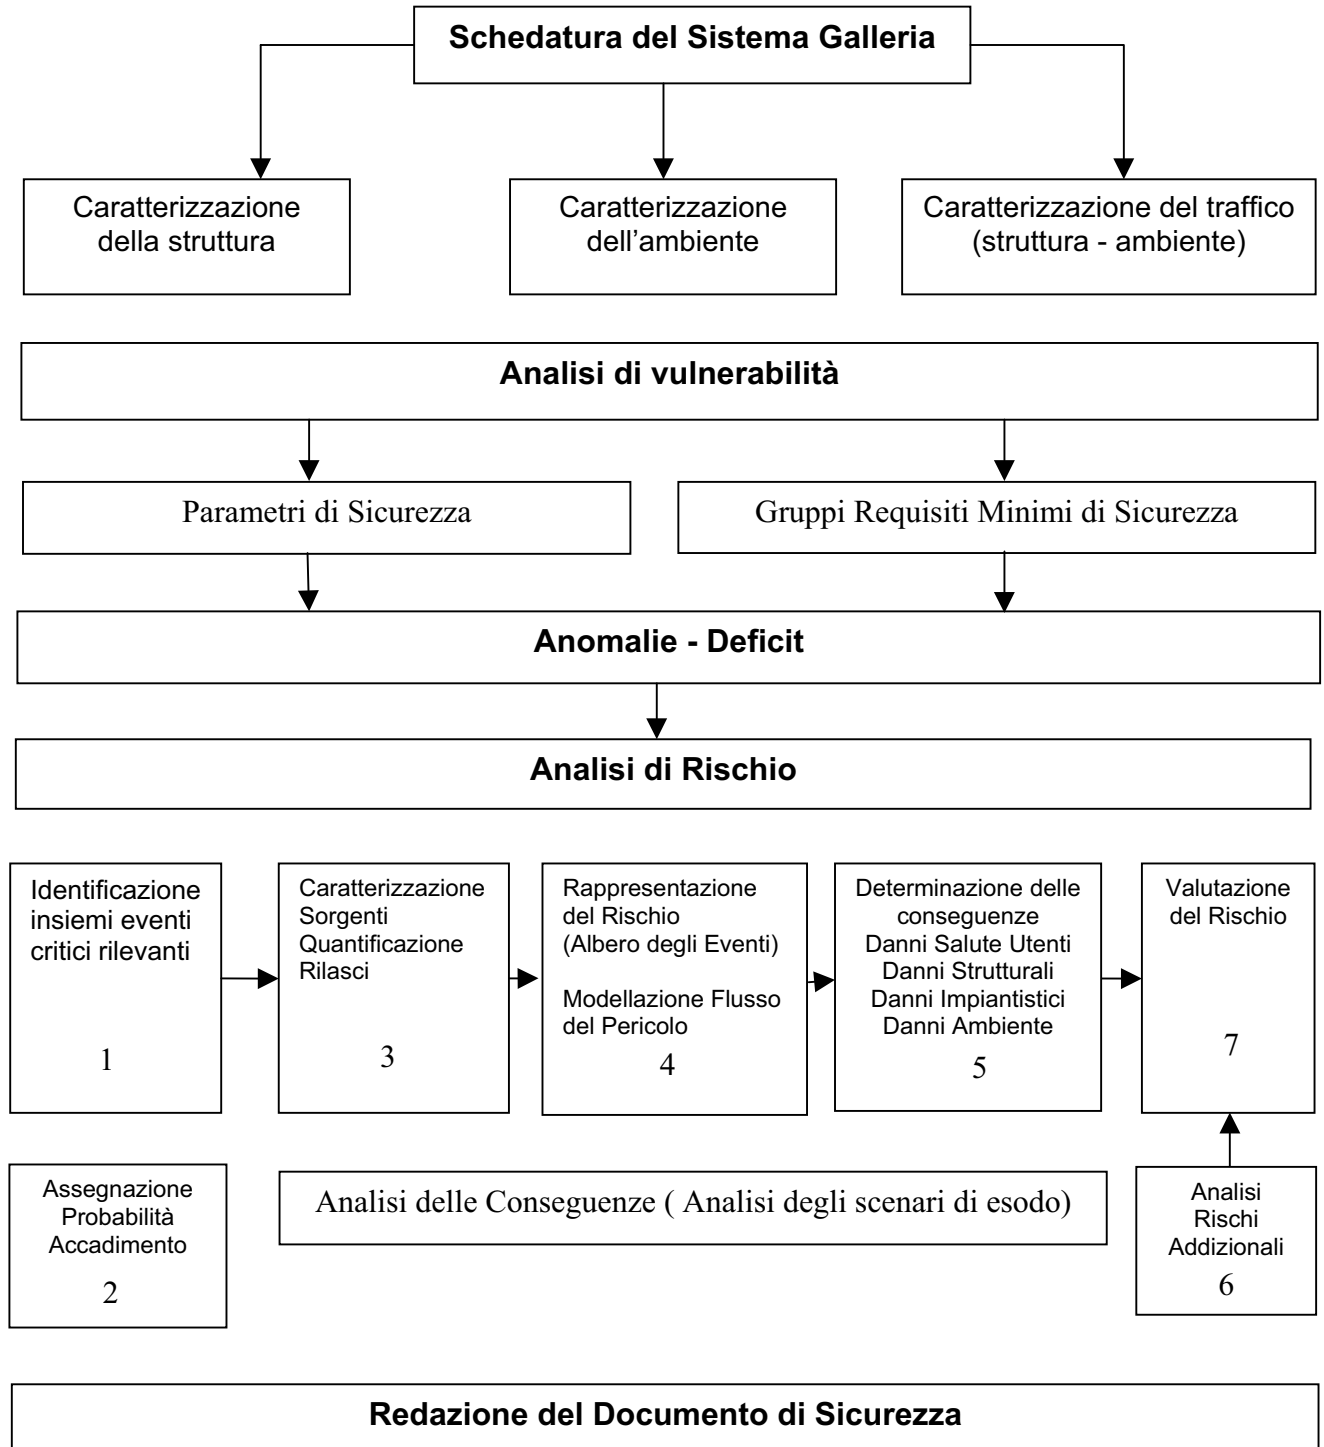 Schedatura del Sistema Galleria
Caratterizzazione
della struttura
Caratterizzazione
dell'ambiente
Caratterizzazione del traffico
(struttura - ambiente)
Analisi di vulnerabilità
Parametri di Sicurezza
Gruppi Requisiti Minimi di Sicurezza
Anomalie - Deficit
Analisi di Rischio
Identificazione
insiemi eventi
critici rilevanti
1
Caratterizzazione
Sorgenti
Quantificazione
Rilasci
3
Rappresentazione
del Rischio
(Albero degli Eventi)
Modellazione Flusso
del Pericolo
4
Determinazione delle
conseguenze
Danni Salute Utenti
Danni Strutturali
Danni Impiantistici
Danni Ambiente
5
Valutazione
del Rischio
7
Assegnazione
Probabilità
Accadimento
2
Analisi delle Conseguenze ( Analisi degli scenari di esodo)
Analisi
Rischi
Addizionali
6
Redazione del Documento di Sicurezza